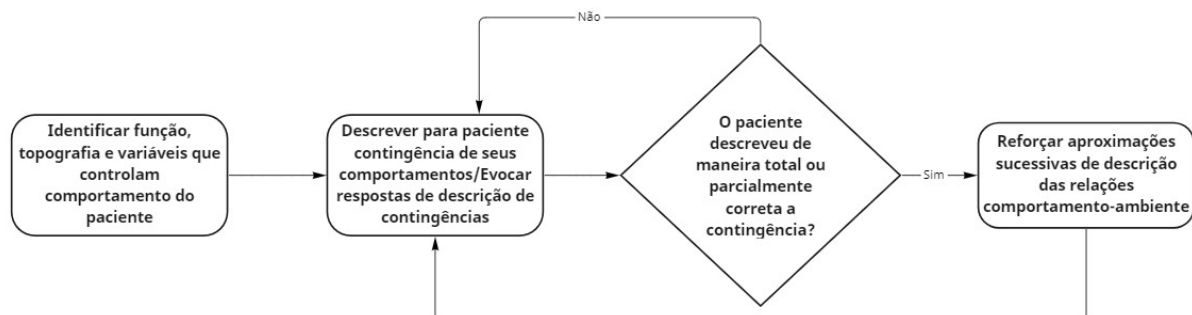 Não
Identificar função,
topografia e variáveis que
controlam
comportamento do
paciente
Descrever para paciente
contingência de seus
comportamentos/Evocar
respostas de descrição de
contingências
O paciente
descreveu de
maneira total ou
parcialmente
correta a
contingência?
Sim
Reforçar aproximações
sucessivas de descrição
das relações
comportamento-ambiente